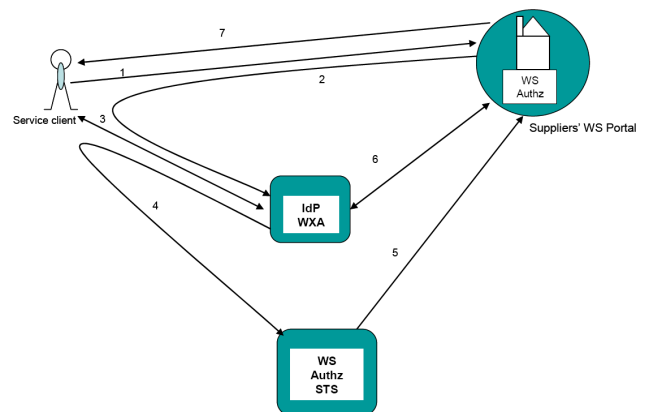 7
1
2
WS
Authz
Suppliers' WS Portal
Service client
3
6
4
IdP
WXA
5
WS
Authz
STS